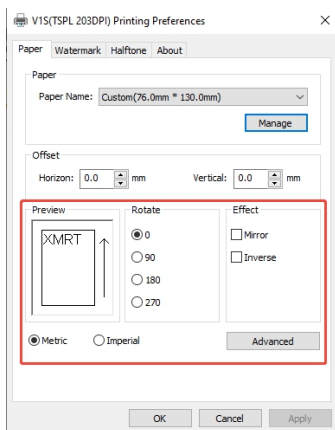 V1S(TSPL 203DPI) Printing Preferences
Paper Watermark Halftone About
Paper
Paper Name: Custom(76.0mm * 130.0mm)
Manage
Offset
Horizon: 0.0 mm Vertical: 0.0 mm
Preview Rotate Effect
XMRT 0 Mirror
90 Inverse
180
270
Metric Imperial Advanced
OK Cancel Apply